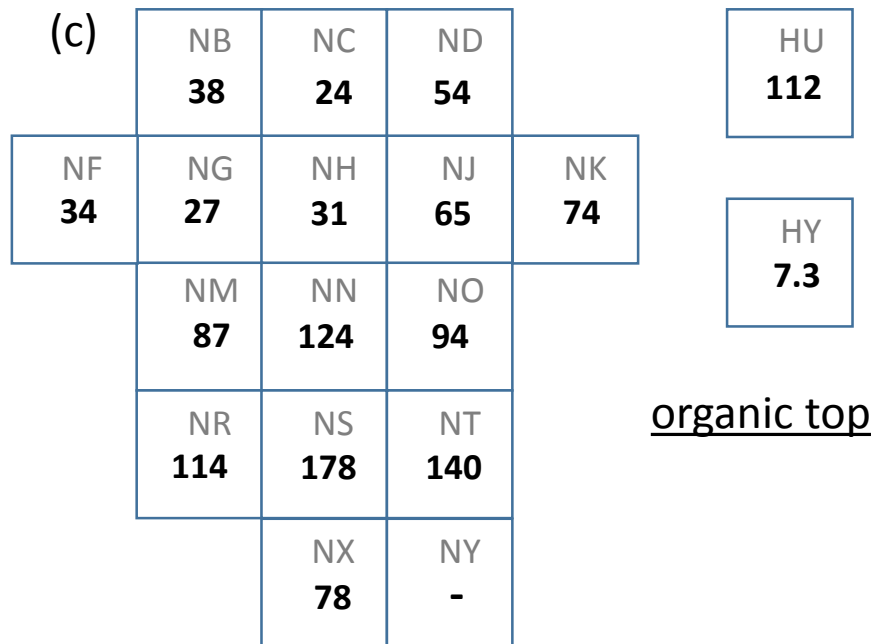 (c)
NB NC ND HU
38 24 54 112
NF NG NH NJ NK
34 27 31 65 74
HY
7.3
NM NN NO
87 124 94
NR NS NT
114 178 140
organic top
NX NY
78 -